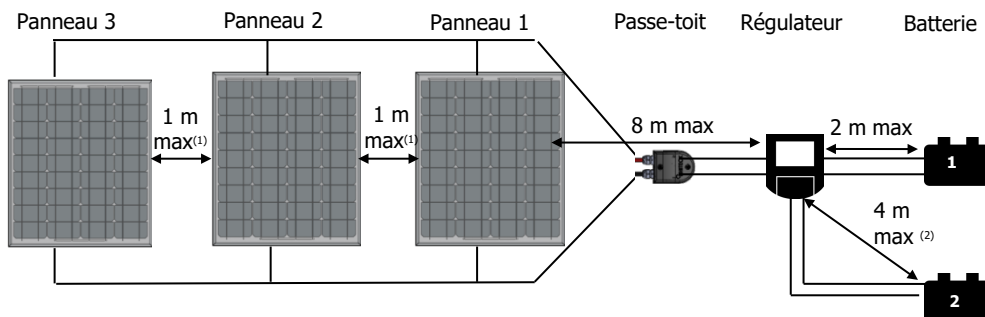 Panneau 3
Panneau 2
Panneau 1
Passe-toit
Régulateur
Batterie
1 m
max(1)
1 m
max(1)
8 m max
2 m max
1
4 m
max (2)
2